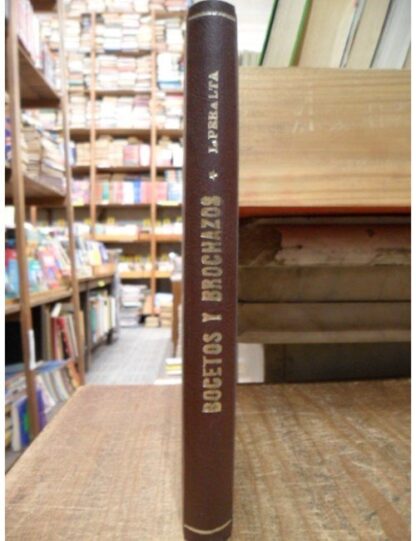 BOCETOS Y BROCHAZOS
J. PERALTA